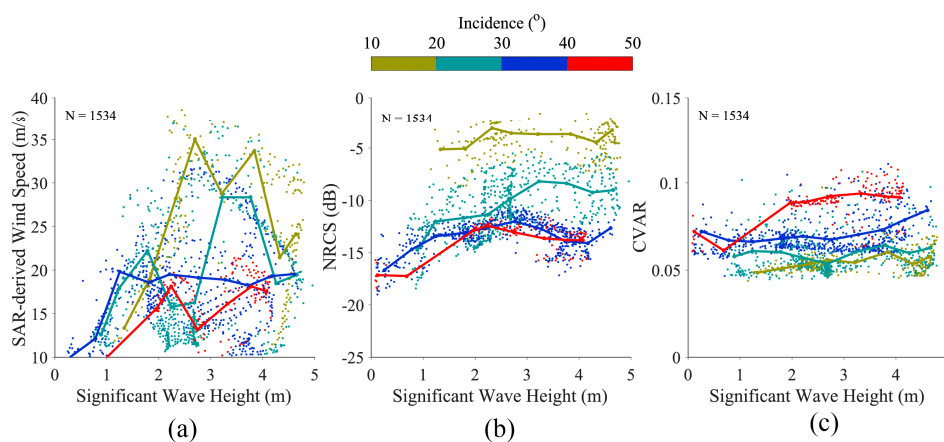 Incidence (°)
10 20 30 40 50
SAR-derived Wind Speed (m/s)
40
35
30
25
20
15
10
N = 1534
0 1 2 3 4 5
Significant Wave Height (m)
(a)
NRCS (dB)
0
-5
-10
-15
-20
-25
N = 1534
0 1 2 3 4 5
Significant Wave Height (m)
(b)
CVAR
0.15
0.1
0.05
0
N = 1534
0 1 2 3 4
Significant Wave Height (m)
(c)